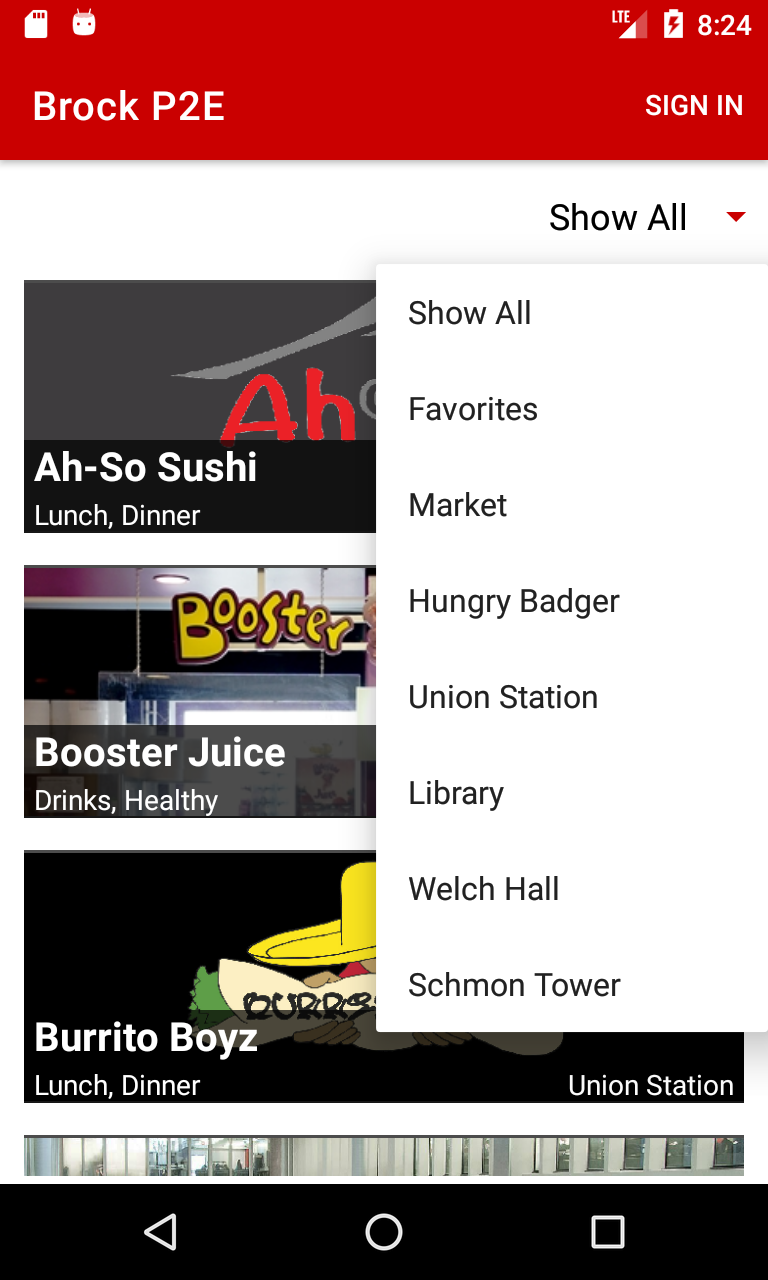 LTE 8:24
Brock P2E SIGN IN
Show All
Show All
Favorites
Market
Hungry Badger
Union Station
Library
Welch Hall
Schmon Tower
Ah
Ah-So Sushi
Lunch, Dinner
Booster
Booster Juice
Drinks, Healthy
Burrito Boyz
Lunch, Dinner Union Station